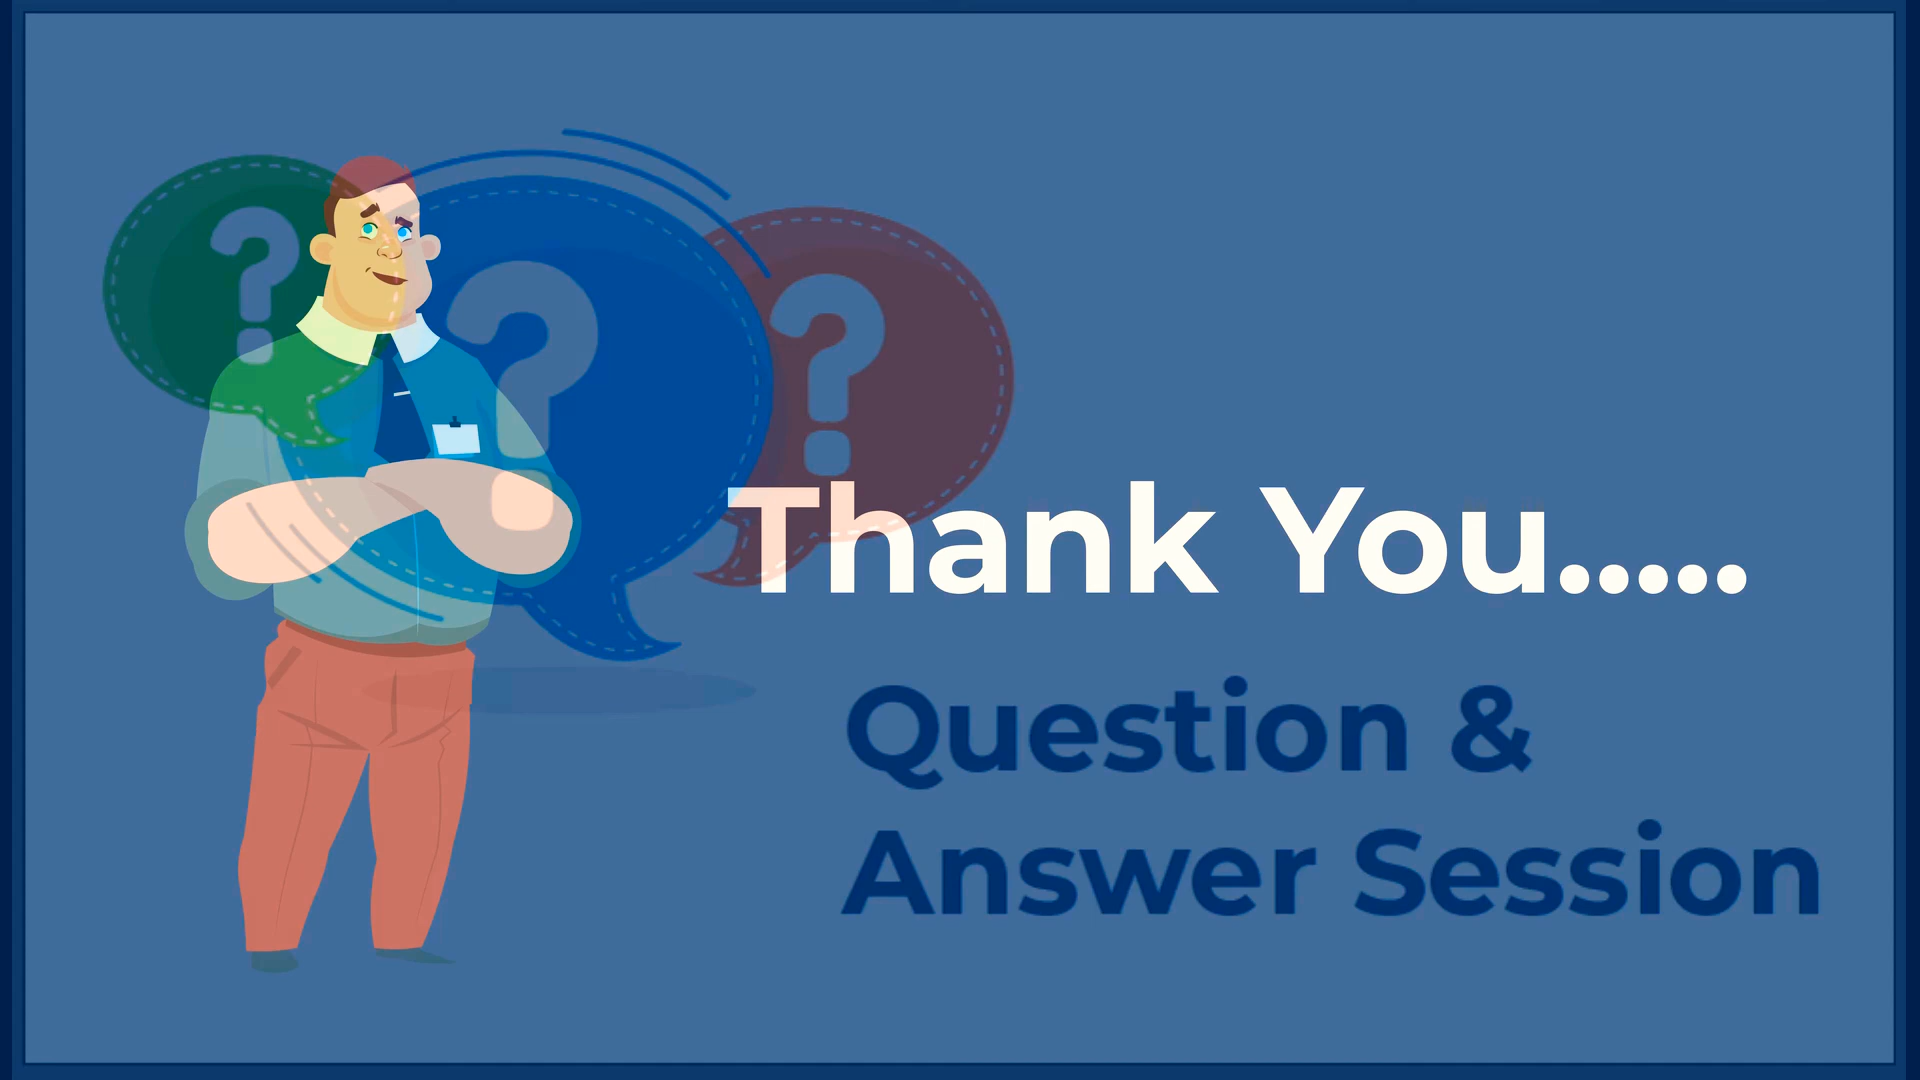 ?
?
?
Thank You.....
Question &
Answer Session